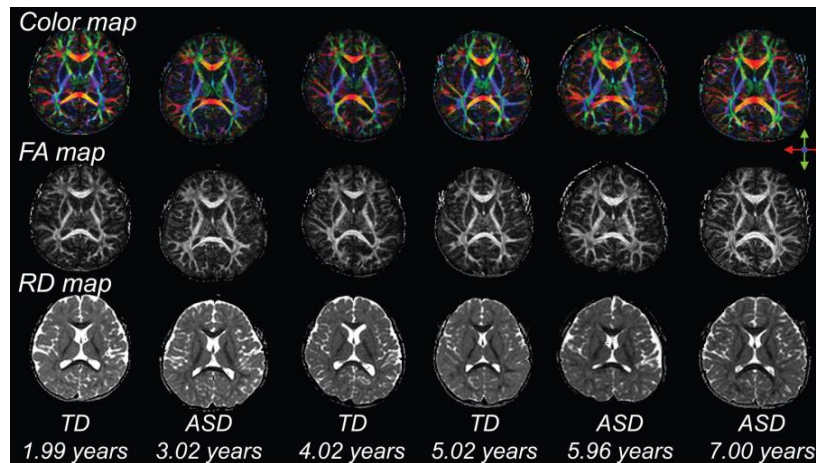 Color map
FA map
RD map
TD ASD TD TD ASD ASD
1.99 years 3.02 years 4.02 years 5.02 years 5.96 years 7.00 years